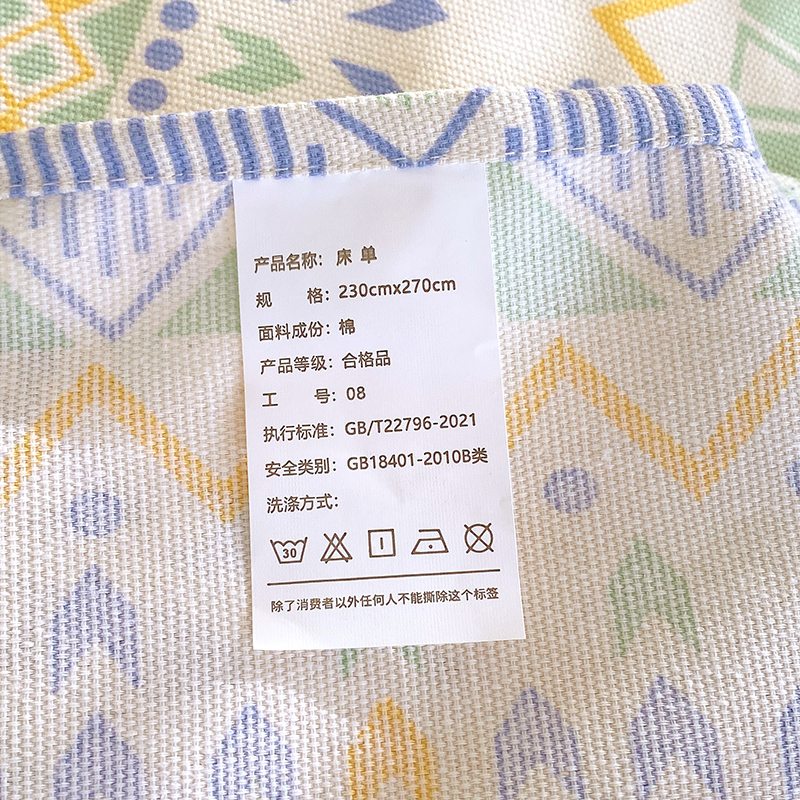 产品名称: 床 单
规 格: 230cmx270cm
面料成份: 棉
产品等级: 合格品
工 号: 08
执行标准: GB/T22796-2021
安全类别: GB18401-2010B类
洗涤方式:
30
除了消费者以外任何人不能撕除这个标签